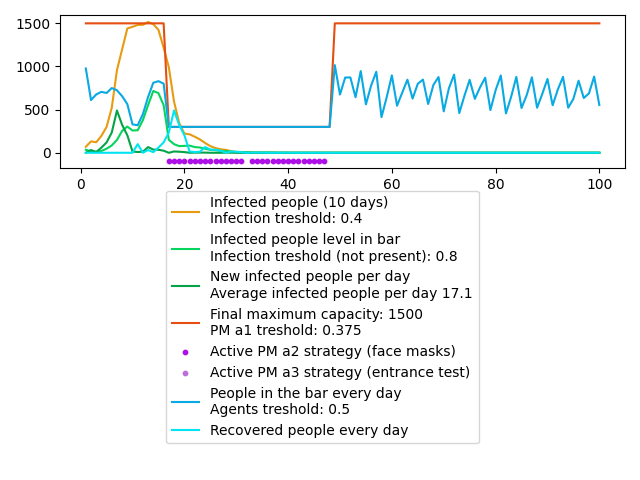 1500
1000
500
0
0 20 40 60 80 100
Infected people (10 days)
Infection treshold: 0.4
Infected people level in bar
Infection treshold (not present): 0.8
New infected people per day
Average infected people per day 17.1
Final maximum capacity: 1500
PM a1 treshold: 0.375
Active PM a2 strategy (face masks)
Active PM a3 strategy (entrance test)
People in the bar every day
Agents treshold: 0.5
Recovered people every day